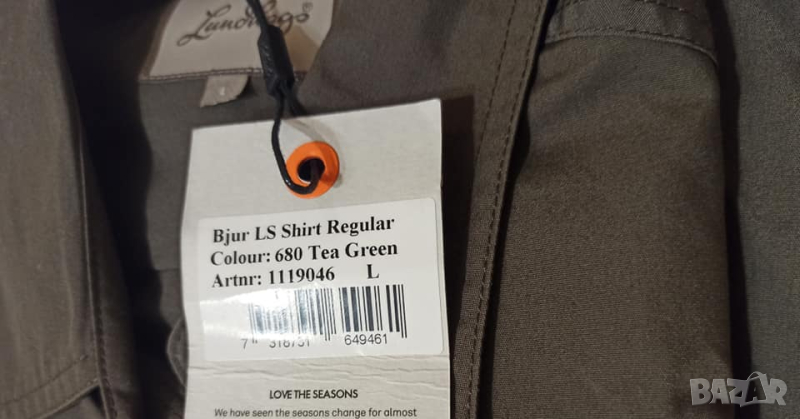 Lundhags
L
Bjur LS Shirt Regular
Colour: 680 Tea Green
Artnr: 1119046 L
7 318731 649461
LOVE THE SEASONS
We have seen the seasons change for almost
BAZAR